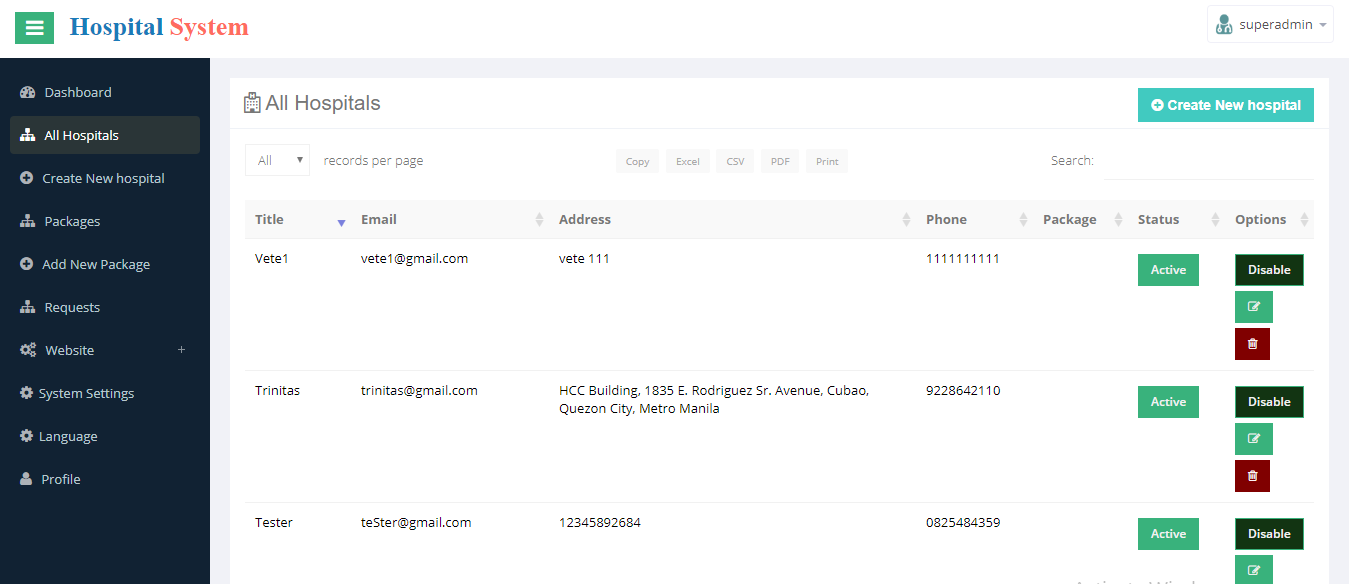 Hospital System
superadmin
Dashboard
All Hospitals
Create New hospital
Packages
Add New Package
Requests
Website +
System Settings
Language
Profile
All Hospitals
Create New hospital
All records per page
Copy Excel CSV PDF Print
Search:
Title Email Address Phone Package Status Options
Vete1 vete1@gmail.com vete 111 1111111111 Active Disable
Trinitas trinitas@gmail.com HCC Building, 1835 E. Rodriguez Sr. Avenue, Cubao, 9228642110 Active Disable
Quezon City, Metro Manila
Tester teSter@gmail.com 12345892684 0825484359 Active Disable